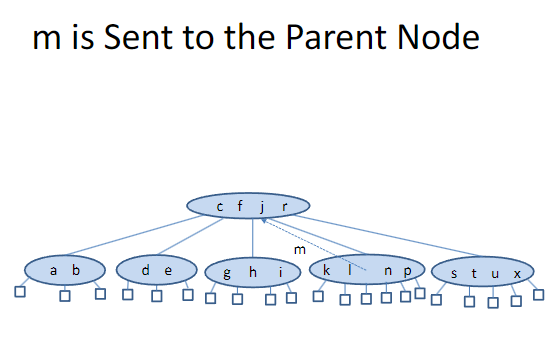 m is Sent to the Parent Node
c f j r
m
a b d e g h i k l n p s t u x